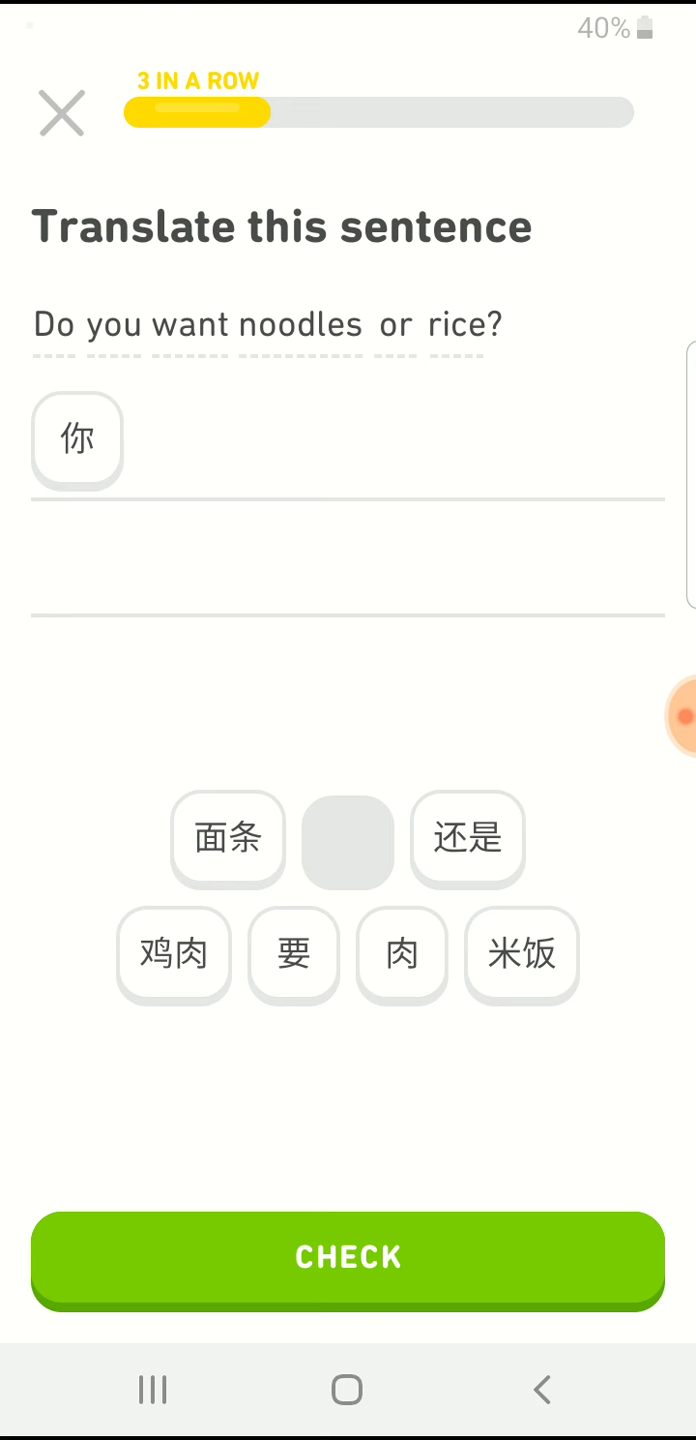 40%
3 IN A ROW
Translate this sentence
Do you want noodles or rice?
你
面条 还是
鸡肉 要 肉 米饭
CHECK